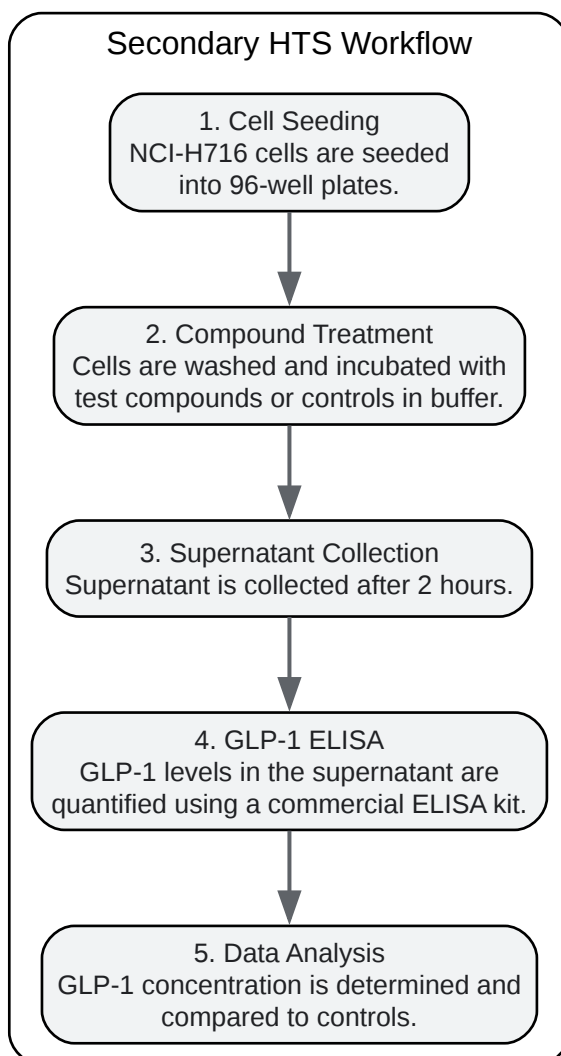 Secondary HTS Workflow
1. Cell Seeding
NCI-H716 cells are seeded
into 96-well plates.
2. Compound Treatment
Cells are washed and incubated with
test compounds or controls in buffer.
3. Supernatant Collection
Supernatant is collected after 2 hours.
4. GLP-1 ELISA
GLP-1 levels in the supernatant are
quantified using a commercial ELISA kit.
5. Data Analysis
GLP-1 concentration is determined and
compared to controls.